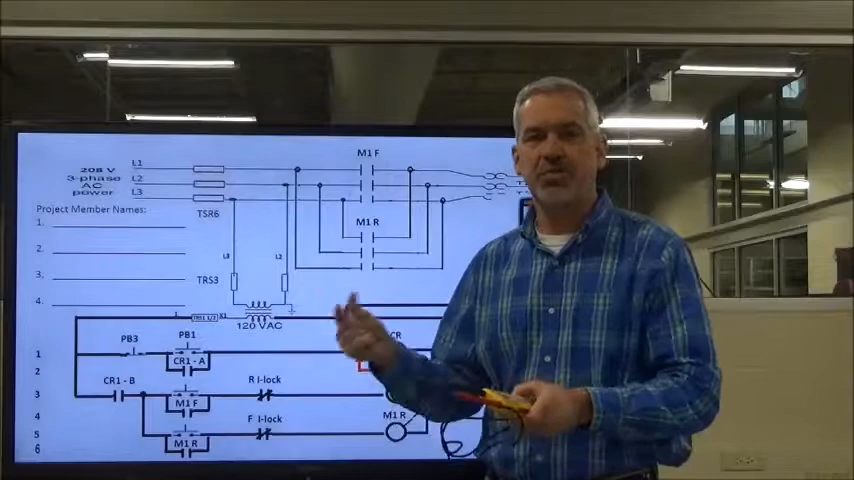 L1
M1 F
208 V
3-phase
AC
power
L2
L3
TSR6
Project Member Names:
1.
2.
3.
4.
M1 R
L3
L1
TRS3
X1
120 VAC
PB3
PB1
CR
CR1 - A
CR1 - B
R I-lock
M1 F
F I-lock
M1 R
M1 R
1
2
3
4
5
6